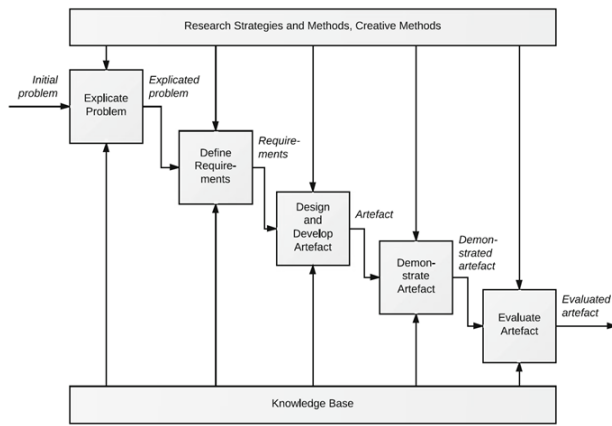 Research Strategies and Methods, Creative Methods
Initial
problem
Explicate
Problem
Explicated
problem
Define
Require-
ments
Require-
ments
Design
and
Develop
Artefact
Artefact
Demon-
strate
Artefact
Demon-
strated
artefact
Evaluate
Artefact
Evaluated
artefact
Knowledge Base